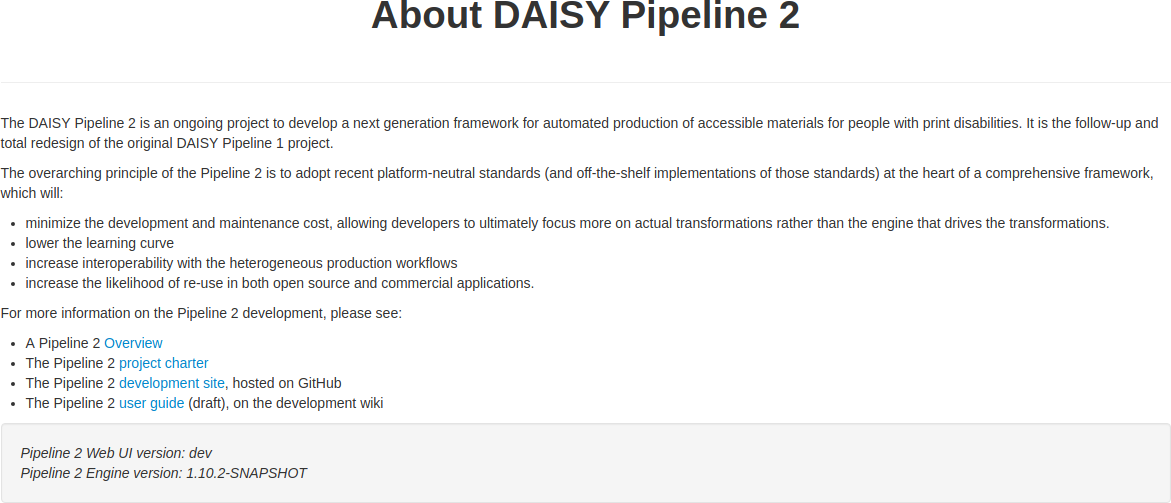 About DAISY Pipeline 2
The DAISY Pipeline 2 is an ongoing project to develop a next generation framework for automated production of accessible materials for people with print disabilities. It is the follow-up and
total redesign of the original DAISY Pipeline 1 project.
The overarching principle of the Pipeline 2 is to adopt recent platform-neutral standards (and off-the-shelf implementations of those standards) at the heart of a comprehensive framework,
which will:
• minimize the development and maintenance cost, allowing developers to ultimately focus more on actual transformations rather than the engine that drives the transformations.
• lower the learning curve
• increase interoperability with the heterogeneous production workflows
• increase the likelihood of re-use in both open source and commercial applications.
For more information on the Pipeline 2 development, please see:
• A Pipeline 2 Overview
• The Pipeline 2 project charter
• The Pipeline 2 development site, hosted on GitHub
• The Pipeline 2 user guide (draft), on the development wiki
Pipeline 2 Web UI version: dev
Pipeline 2 Engine version: 1.10.2-SNAPSHOT